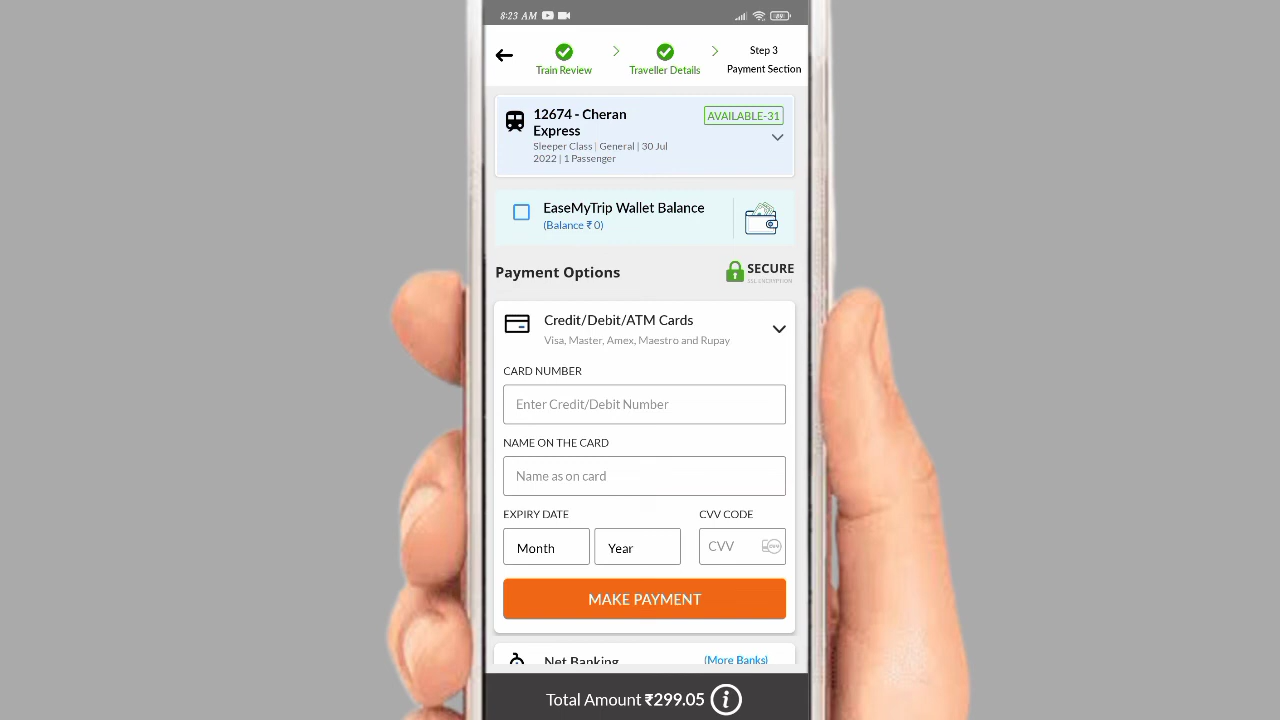 8:23 AM 89
Step 3
Train Review Traveller Details Payment Section
12674 - Cheran AVAILABLE-31
Express
Sleeper Class | General | 30 Jul
2022 | 1 Passenger
EaseMyTrip Wallet Balance
(Balance ₹ 0)
Payment Options SECURE
SSL ENCRYPTION
Credit/Debit/ATM Cards
Visa, Master, Amex, Maestro and Rupay
CARD NUMBER
Enter Credit/Debit Number
NAME ON THE CARD
Name as on card
EXPIRY DATE CVV CODE
Month Year CVV
MAKE PAYMENT
Net Banking (More Banks)
Total Amount ₹299.05 i